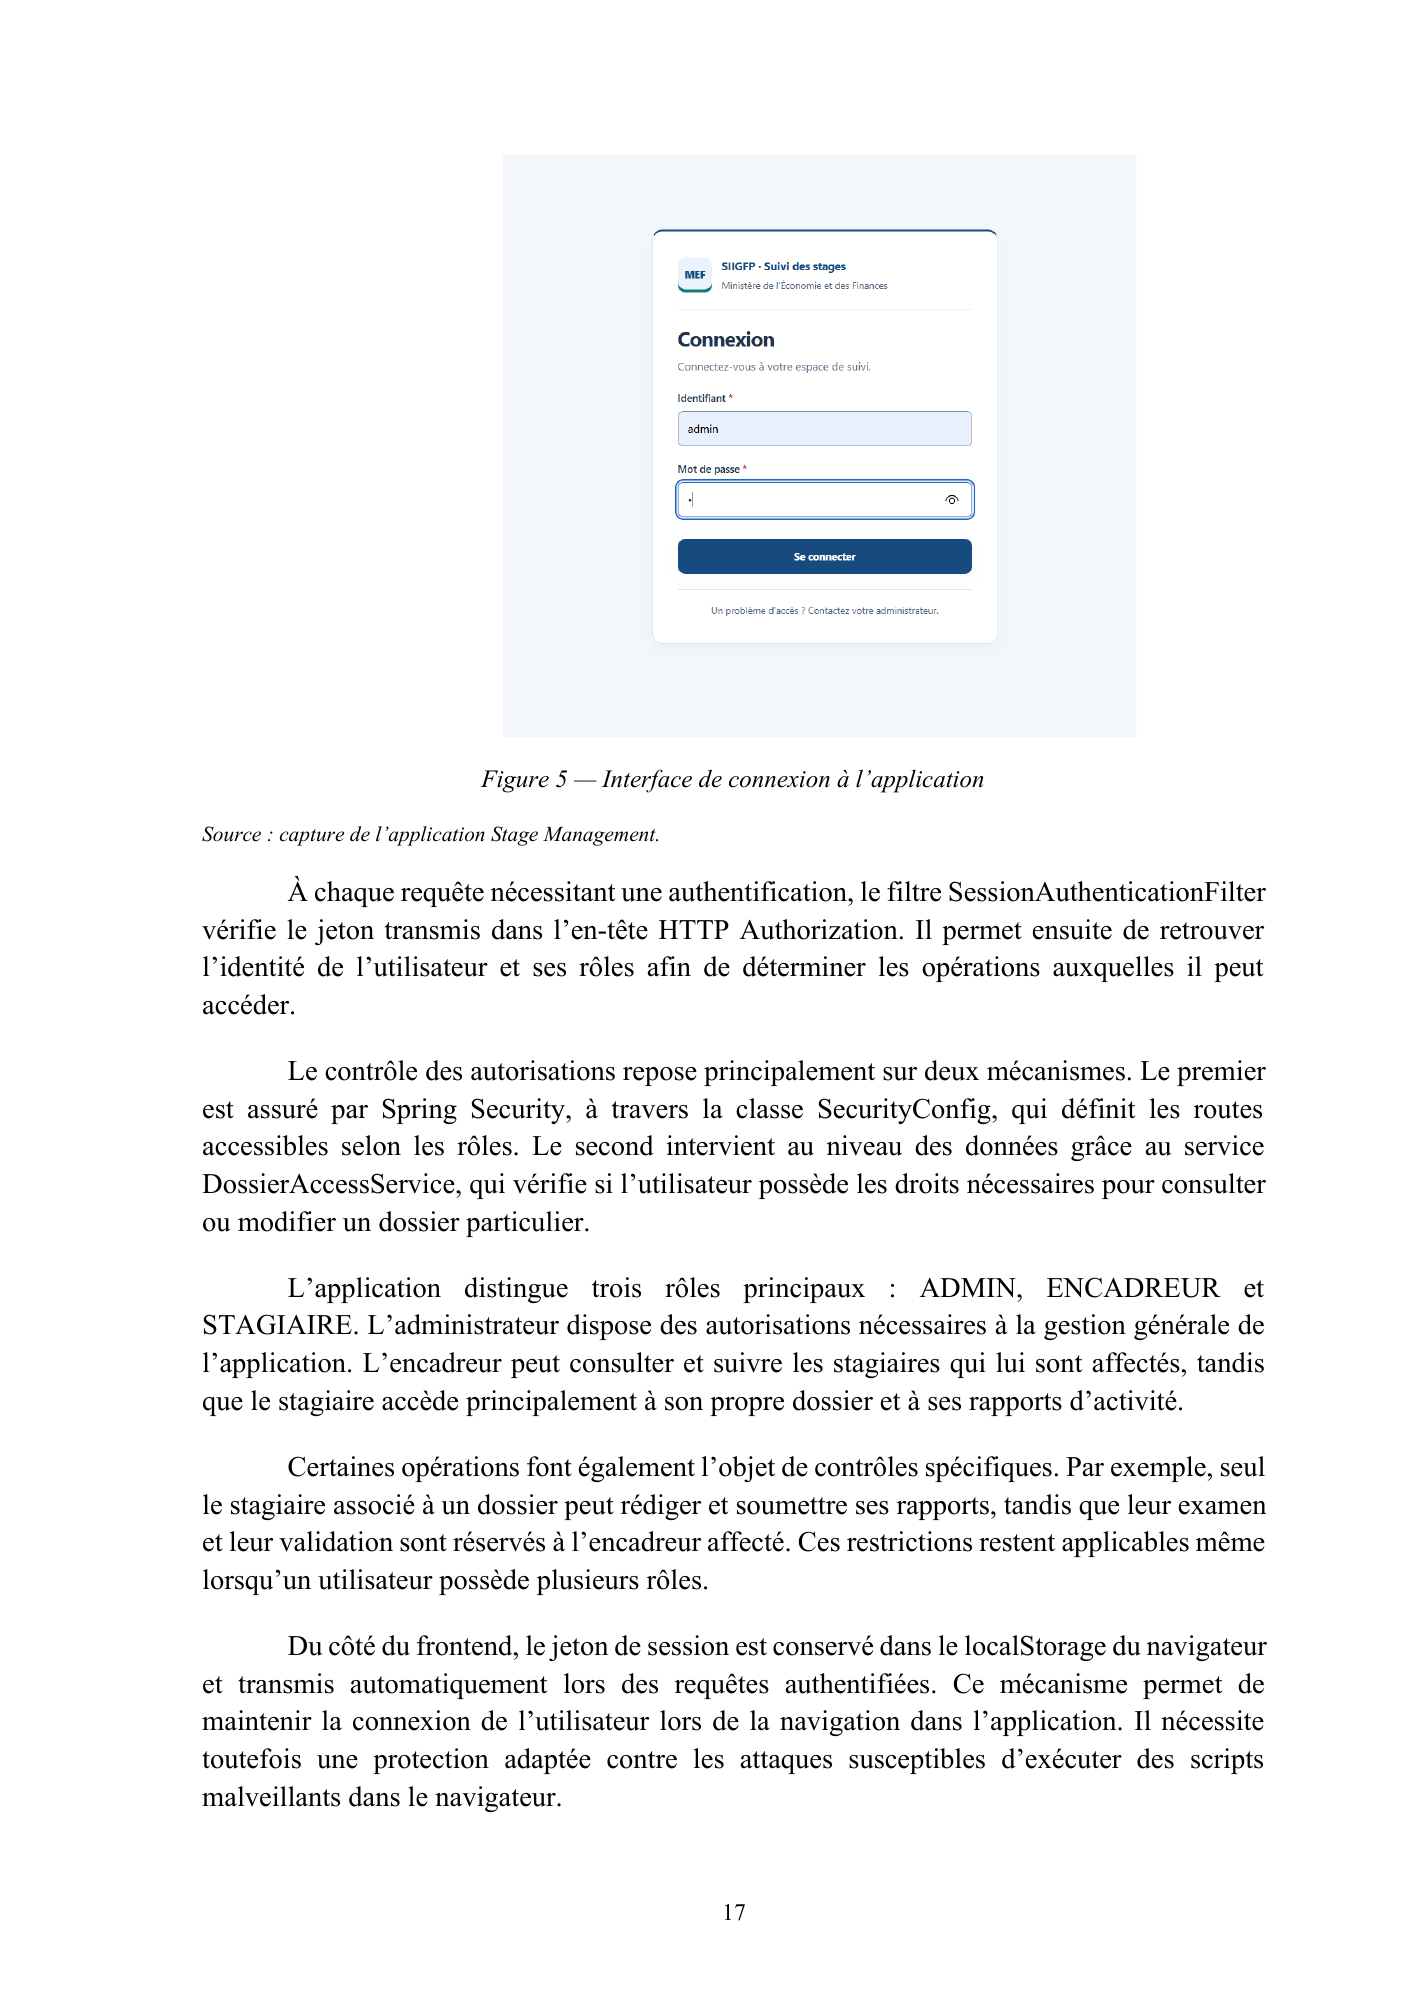 MEF
SIIGFP · Suivi des stages
Ministère de l'Économie et des Finances
Connexion
Connectez-vous à votre espace de suivi.
Identifiant *
admin
Mot de passe *
Se connecter
Un problème d'accès ? Contactez votre administrateur.
Figure 5 — Interface de connexion à l’application
Source : capture de l’application Stage Management.
À chaque requête nécessitant une authentification, le filtre SessionAuthenticationFilter
vérifie le jeton transmis dans l’en-tête HTTP Authorization. Il permet ensuite de retrouver
l’identité de l’utilisateur et ses rôles afin de déterminer les opérations auxquelles il peut
accéder.
Le contrôle des autorisations repose principalement sur deux mécanismes. Le premier
est assuré par Spring Security, à travers la classe SecurityConfig, qui définit les routes
accessibles selon les rôles. Le second intervient au niveau des données grâce au service
DossierAccessService, qui vérifie si l’utilisateur possède les droits nécessaires pour consulter
ou modifier un dossier particulier.
L’application distingue trois rôles principaux : ADMIN, ENCADREUR et
STAGIAIRE. L’administrateur dispose des autorisations nécessaires à la gestion générale de
l’application. L’encadreur peut consulter et suivre les stagiaires qui lui sont affectés, tandis
que le stagiaire accède principalement à son propre dossier et à ses rapports d’activité.
Certaines opérations font également l’objet de contrôles spécifiques. Par exemple, seul
le stagiaire associé à un dossier peut rédiger et soumettre ses rapports, tandis que leur examen
et leur validation sont réservés à l’encadreur affecté. Ces restrictions restent applicables même
lorsqu’un utilisateur possède plusieurs rôles.
Du côté du frontend, le jeton de session est conservé dans le localStorage du navigateur
et transmis automatiquement lors des requêtes authentifiées. Ce mécanisme permet de
maintenir la connexion de l’utilisateur lors de la navigation dans l’application. Il nécessite
toutefois une protection adaptée contre les attaques susceptibles d’exécuter des scripts
malveillants dans le navigateur.
17